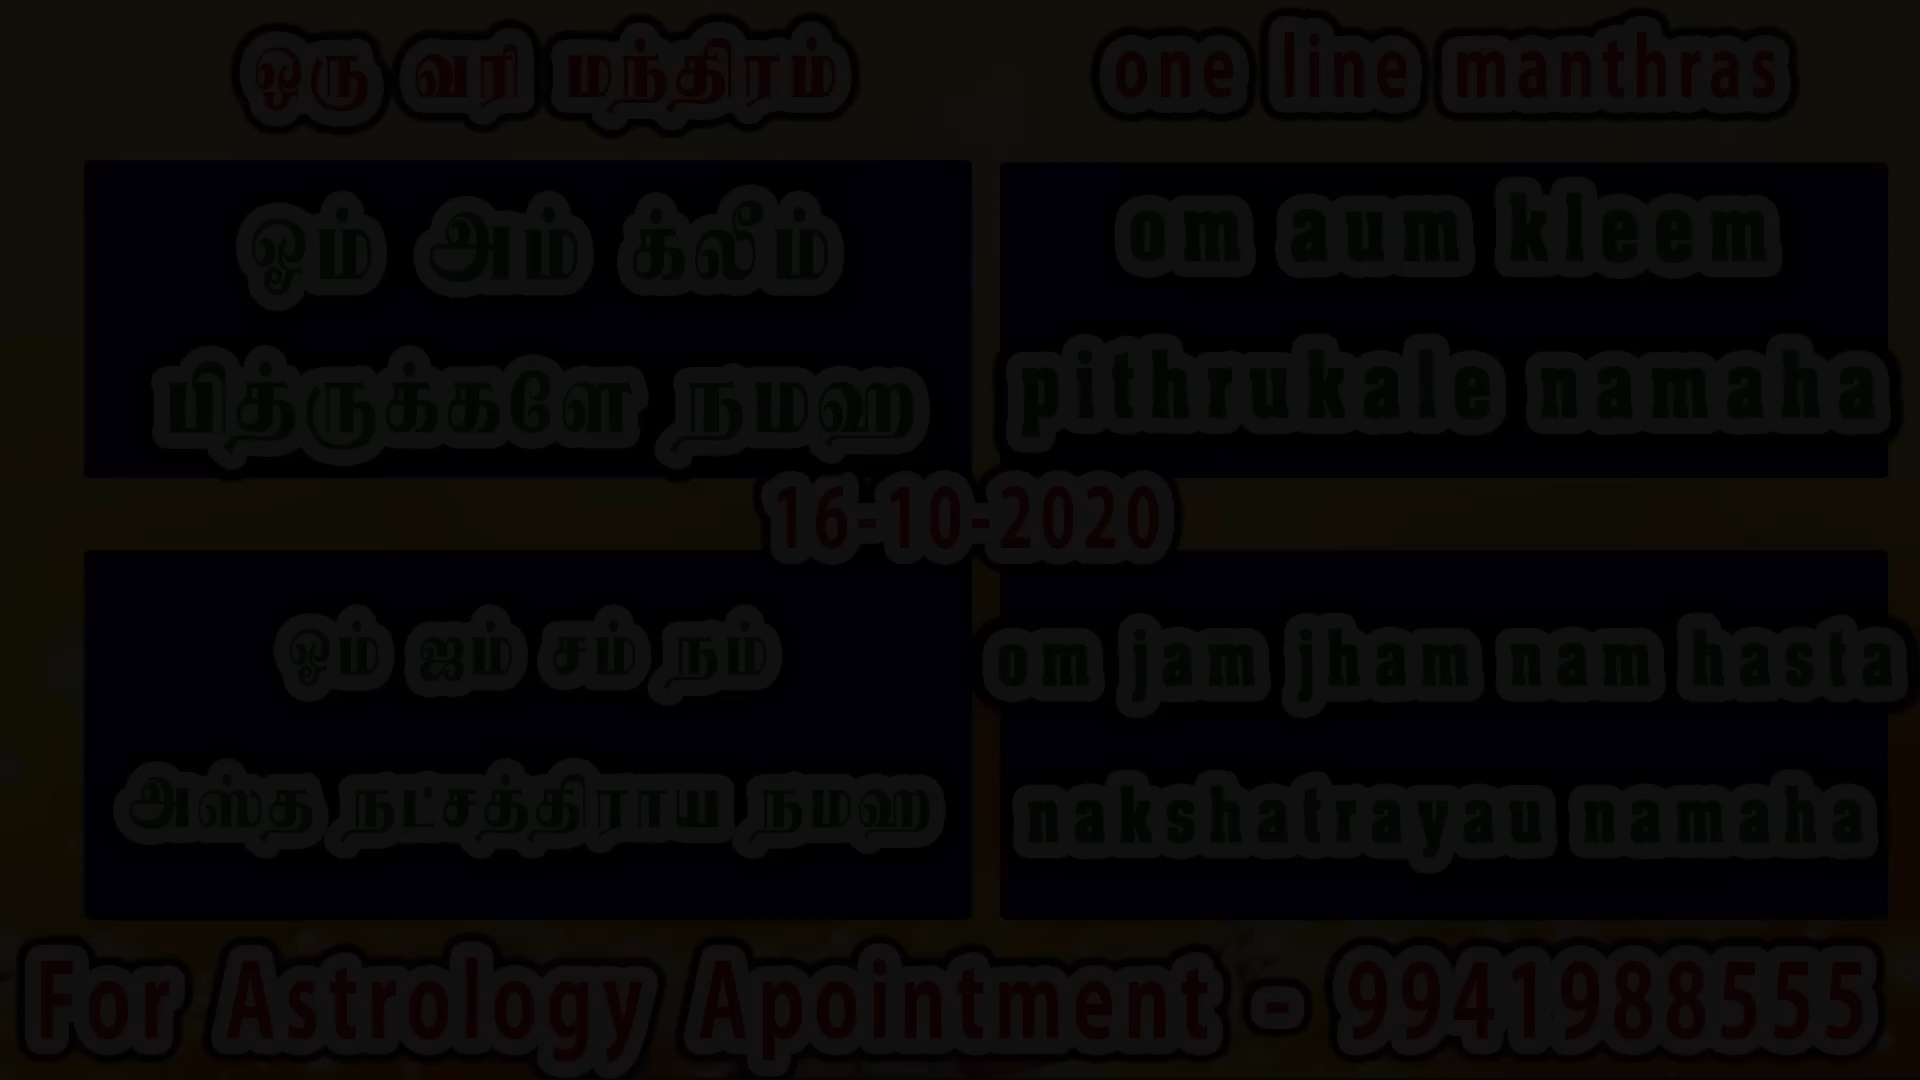 ஒரு வரி மந்திரம்
one line manthras
ஓம் அம் க்லீம்
பித்ருக்களே நமஹ
om aum kleem
pithrukale namaha
16-10-2020
ஓம் ஜம் சம் நம்
அஸ்த நட்சத்திராய நமஹ
om jam jham nam hasta
nakshatrayau namaha
For Astrology Apointment - 9941988555